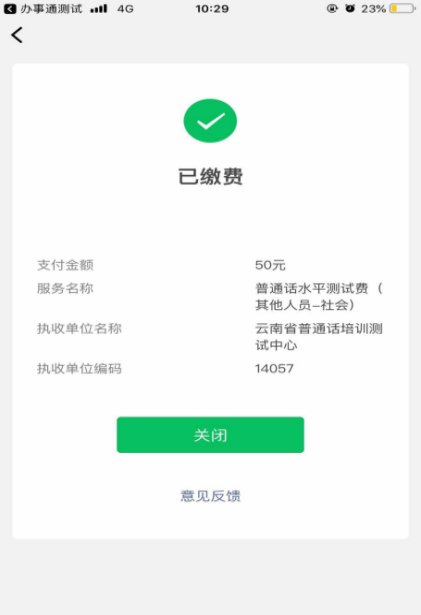 办事通测试 4G 10:29 23%
已缴费
支付金额 50元
服务名称 普通话水平测试费（
其他人员–社会）
执收单位名称 云南省普通话培训测
试中心
执收单位编码 14057
关闭
意见反馈